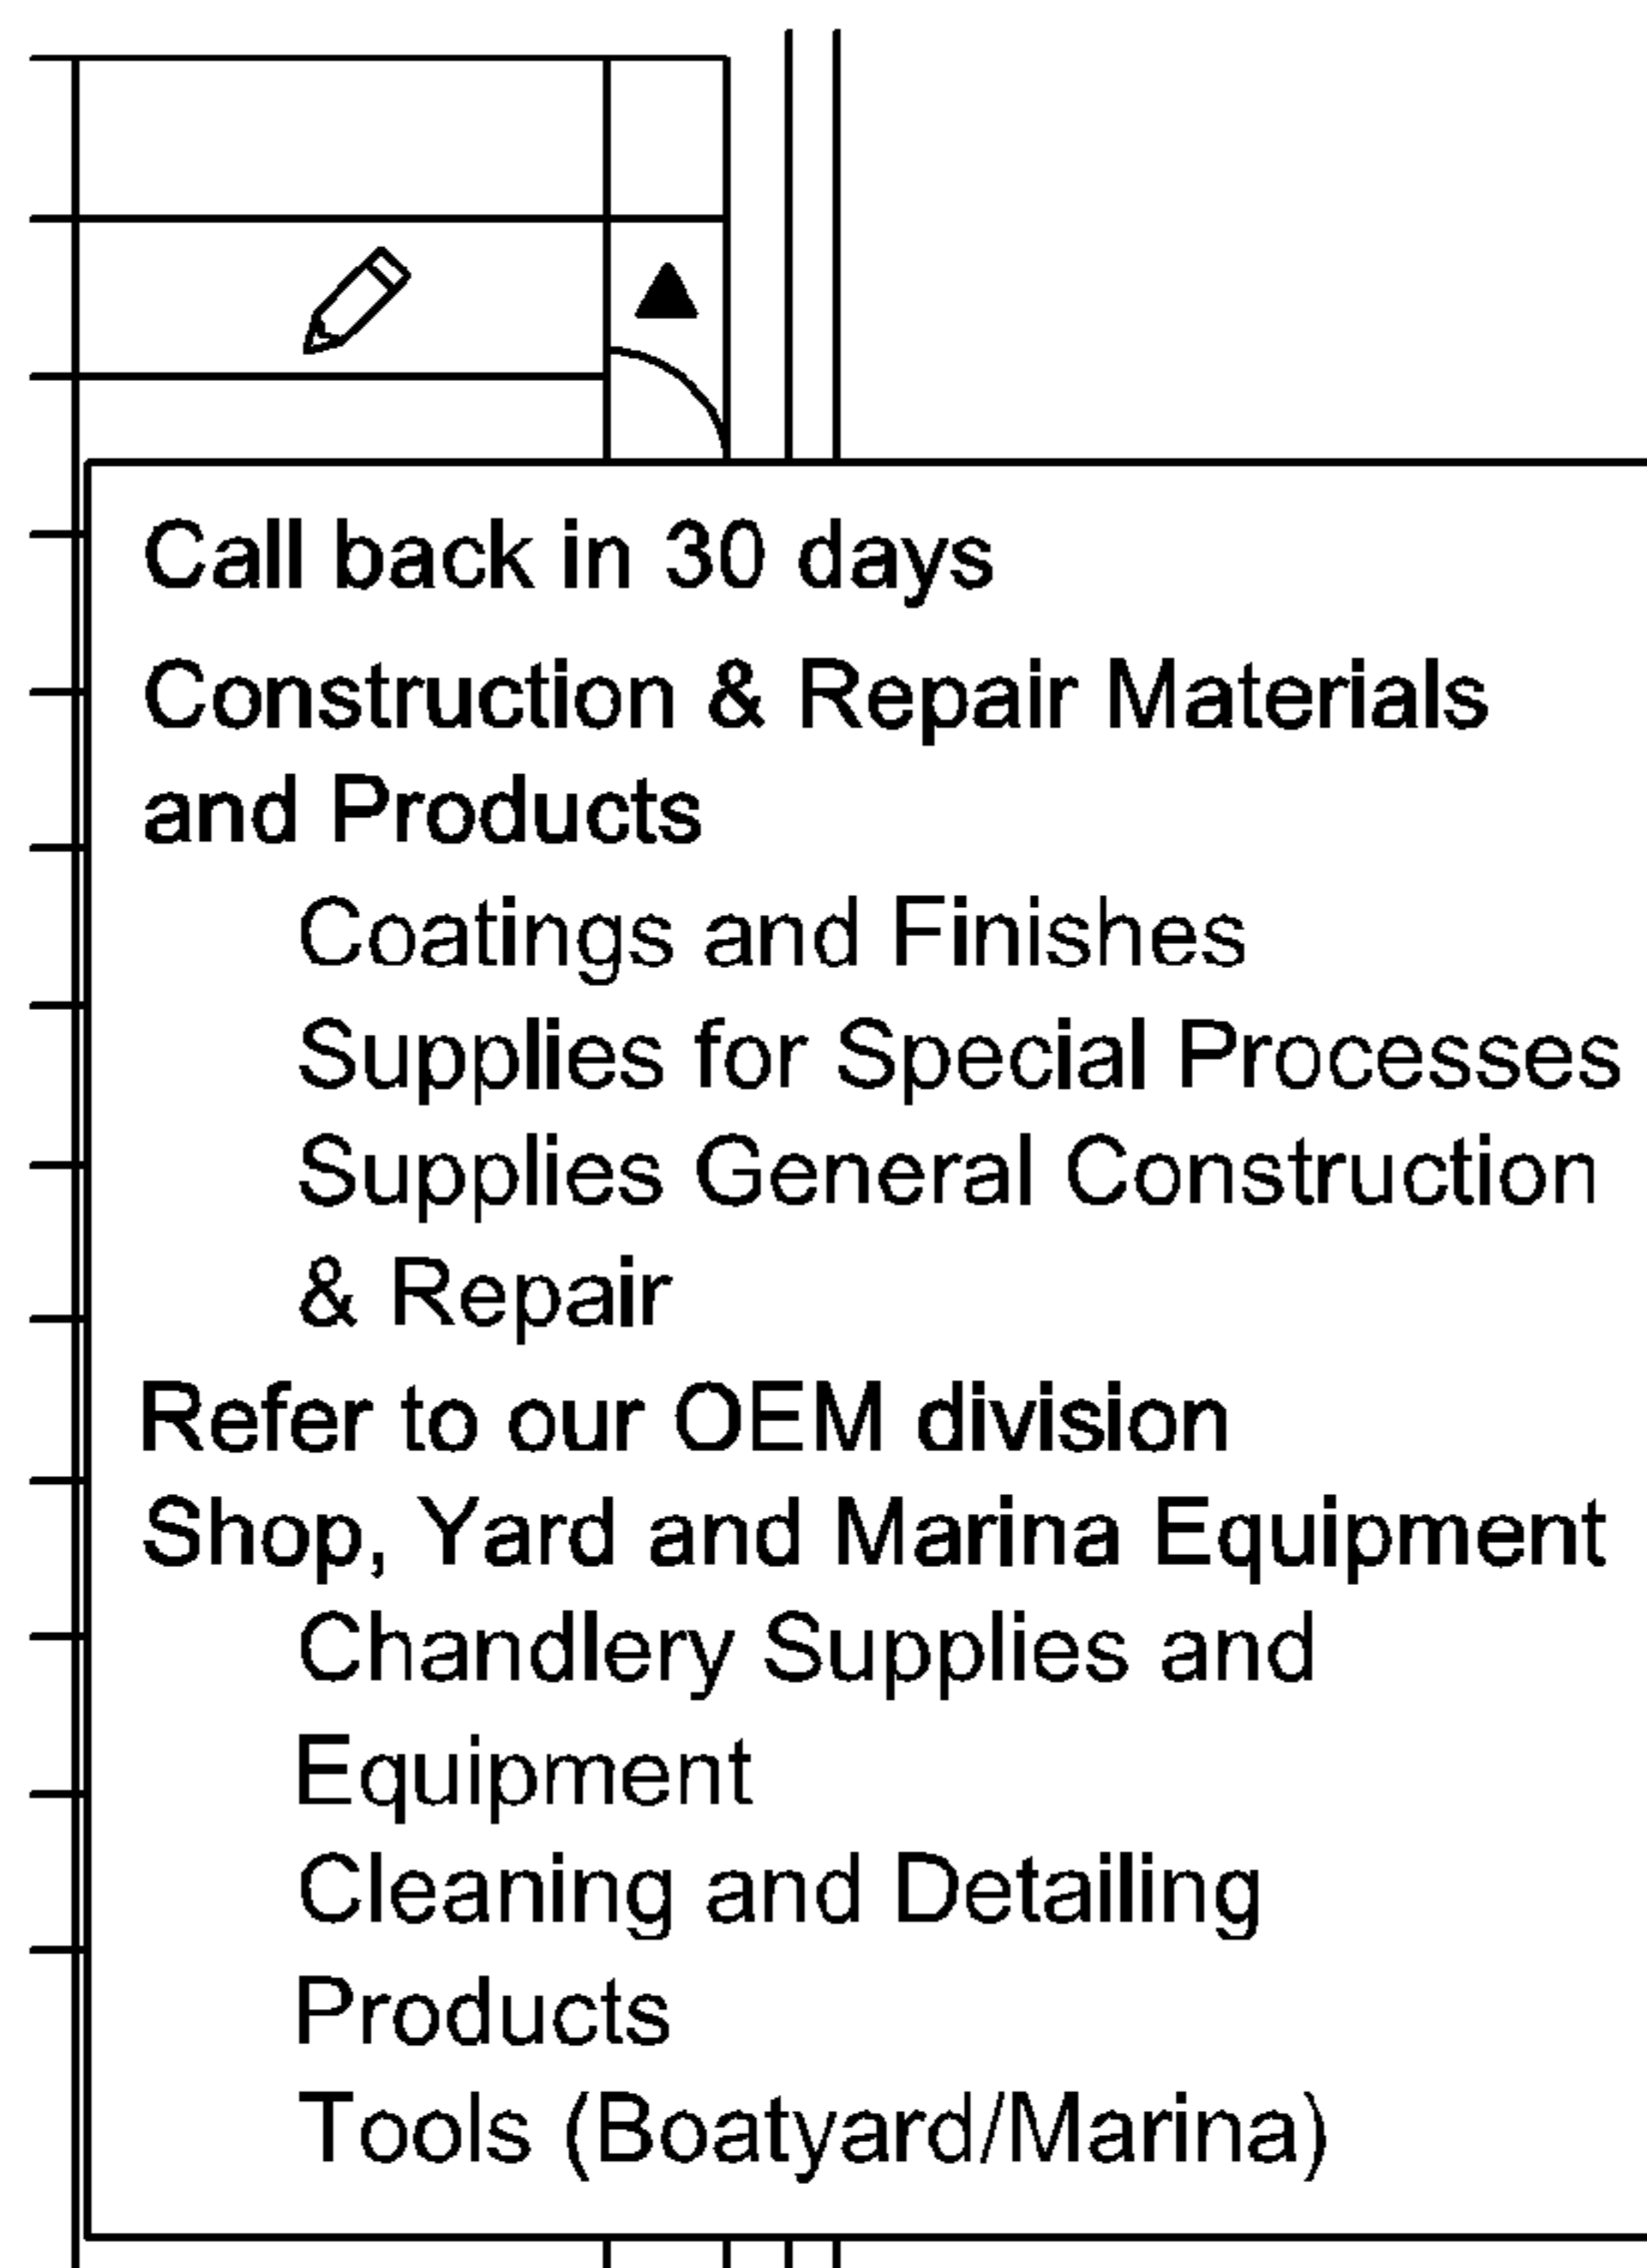 Call back in 30 days
Construction & Repair Materials
and Products
Coatings and Finishes
Supplies for Special Processes
Supplies General Construction
& Repair
Refer to our OEM division
Shop, Yard and Marina Equipment
Chandlery Supplies and
Equipment
Cleaning and Detailing
Products
Tools (Boatyard/Marina)